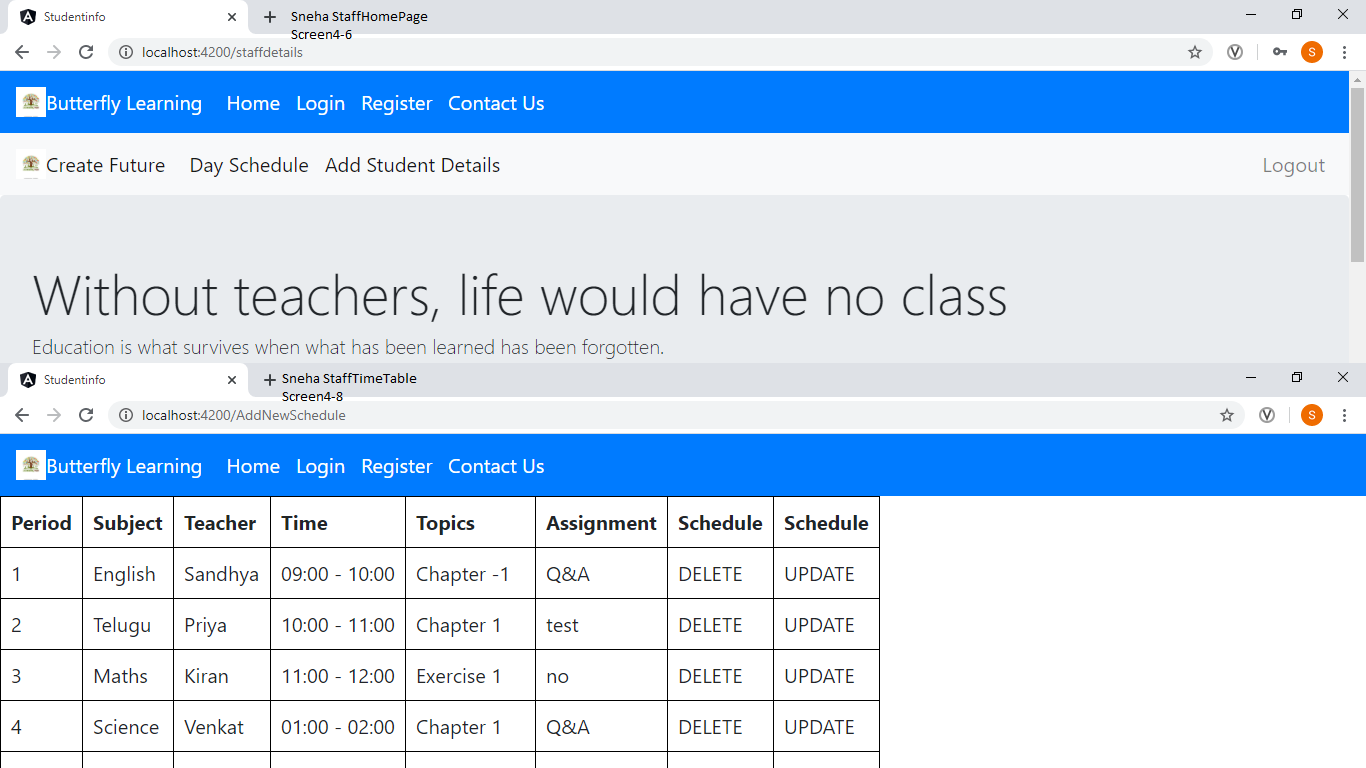 Studentinfo
Sneha StaffHomePage
Screen4-6
localhost:4200/staffdetails
S
Butterfly Learning Home Login Register Contact Us
Create Future Day Schedule Add Student Details Logout
Without teachers, life would have no class
Education is what survives when what has been learned has been forgotten.
Studentinfo
Sneha StaffTimeTable
Screen4-8
localhost:4200/AddNewSchedule
S
Butterfly Learning Home Login Register Contact Us
Period Subject Teacher Time Topics Assignment Schedule Schedule
1 English Sandhya 09:00 - 10:00 Chapter -1 Q&A DELETE UPDATE
2 Telugu Priya 10:00 - 11:00 Chapter 1 test DELETE UPDATE
3 Maths Kiran 11:00 - 12:00 Exercise 1 no DELETE UPDATE
4 Science Venkat 01:00 - 02:00 Chapter 1 Q&A DELETE UPDATE